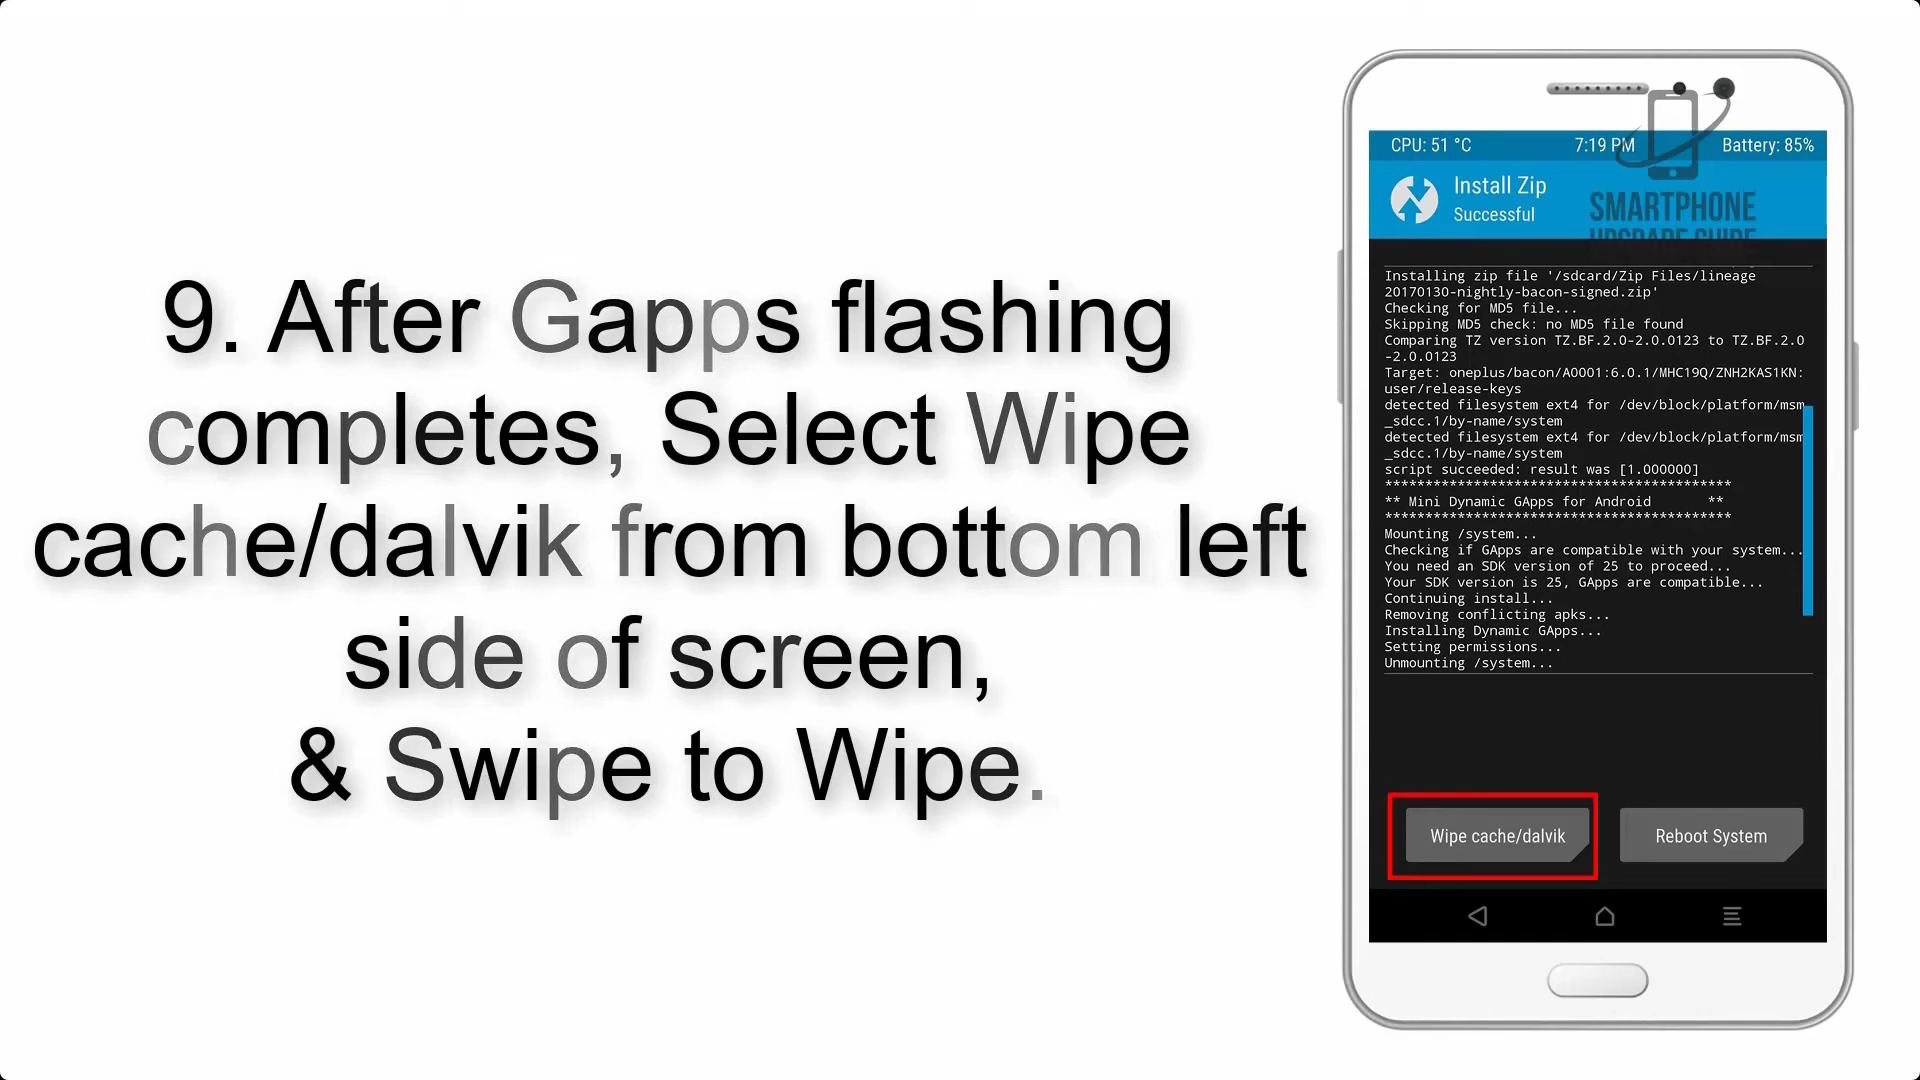 9. After Gapps flashing
completes, Select Wipe
cache/dalvik from bottom left
side of screen,
& Swipe to Wipe.
CPU: 51 °C 7:19 PM Battery: 85%
Install Zip
Successful
SMARTPHONE
UPGRADE GUIDE
Installing zip file '/sdcard/Zip Files/lineage
20170130-nightly-bacon-signed.zip'
Checking for MD5 file...
Skipping MD5 check: no MD5 file found
Comparing TZ version TZ.BF.2.0-2.0.0123 to TZ.BF.2.0
-2.0.0123
Target: oneplus/bacon/A0001:6.0.1/MHC19Q/ZNH2KAS1KN:
user/release-keys
detected filesystem ext4 for /dev/block/platform/msm
_sdcc.1/by-name/system
detected filesystem ext4 for /dev/block/platform/msm
_sdcc.1/by-name/system
script succeeded: result was [1.000000]
*******************************************
** Mini Dynamic GApps for Android **
*******************************************
Mounting /system...
Checking if GApps are compatible with your system...
You need an SDK version of 25 to proceed...
Your SDK version is 25, GApps are compatible...
Continuing install...
Removing conflicting apks...
Installing Dynamic GApps...
Setting permissions...
Unmounting /system...
Wipe cache/dalvik Reboot System